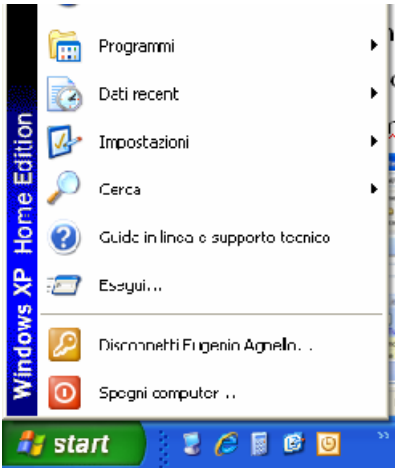 Programmi
Dati recent
Impostazioni
Cerca
Guida in linea e supporto tecnico
Esegui...
Disconnetti Eugenio Agnello...
Spegni computer...
Windows XP Home Edition
start